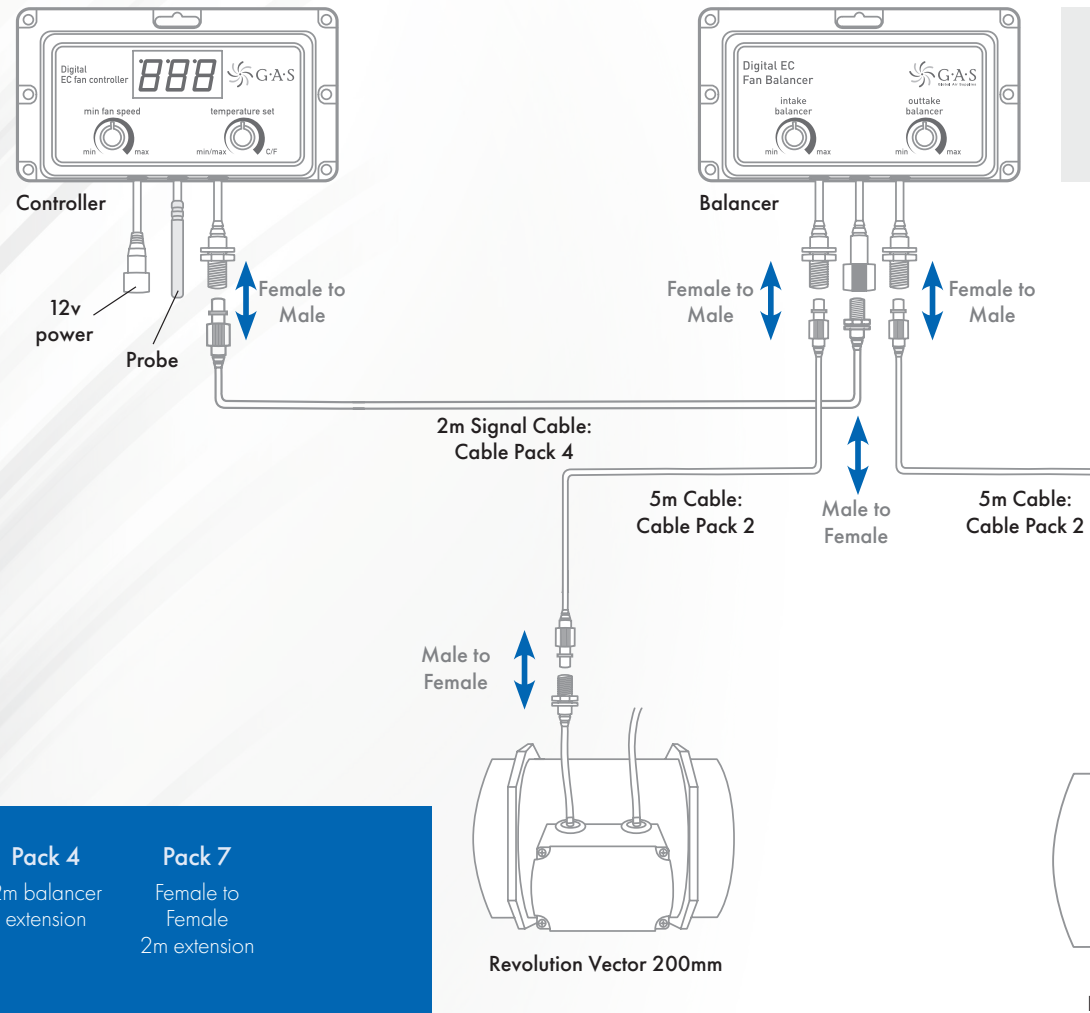 Digital
EC fan controller
888
G·A·S
min fan speed
temperature set
min
max
min/max
C/F
Controller
12v
power
Probe
Female to
Male
Digital EC
Fan Balancer
G·A·S
intake
balancer
outtake
balancer
min
max
min
max
Balancer
Female to
Male
Female to
Male
2m Signal Cable:
Cable Pack 4
5m Cable:
Cable Pack 2
Male to
Female
5m Cable:
Cable Pack 2
Male to
Female
Revolution Vector 200mm
Pack 4
2m balancer
extension
Pack 7
Female to
Female
2m extension